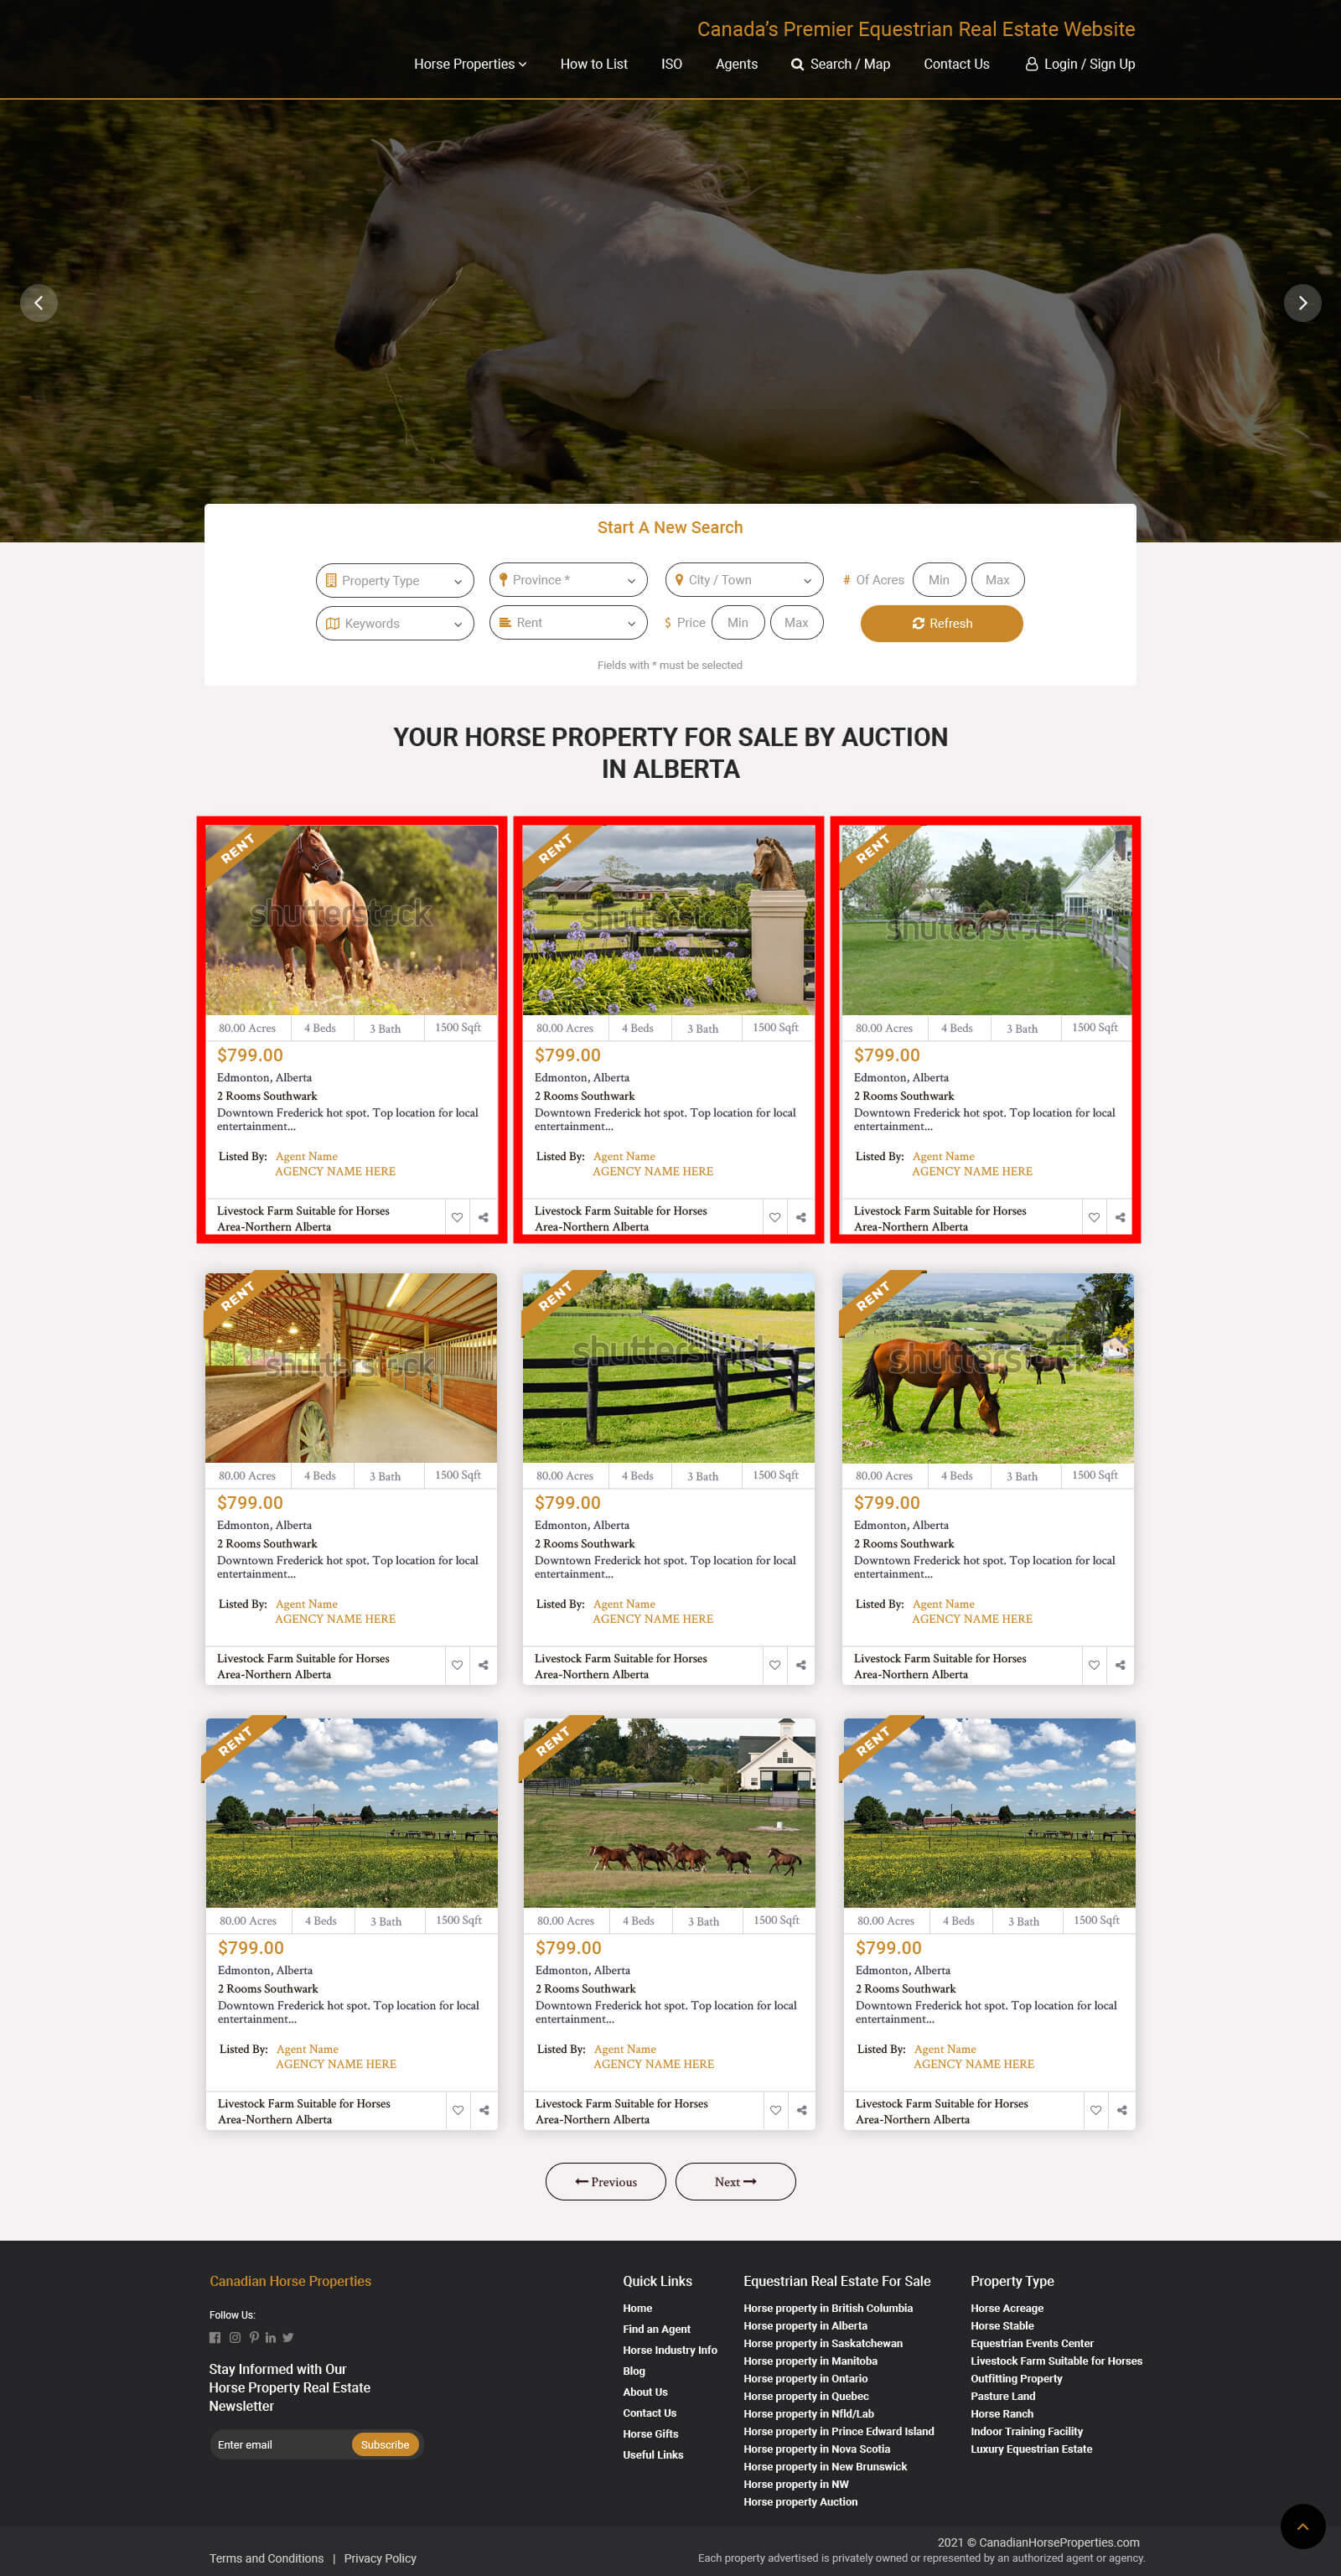 Canada's Premier Equestrian Real Estate Website
Horse Properties How to List ISO Agents Search / Map Contact Us Login / Sign Up
Start A New Search
Property Type Province * City / Town # Of Acres Min Max
Keywords Rent $ Price Min Max Refresh
Fields with * must be selected
YOUR HORSE PROPERTY FOR SALE BY AUCTION
IN ALBERTA
RENT RENT RENT
shutterstock shutterstock shutterstock
80.00 Acres 4 Beds 3 Bath 1500 Sqft 80.00 Acres 4 Beds 3 Bath 1500 Sqft 80.00 Acres 4 Beds 3 Bath 1500 Sqft
$799.00 $799.00 $799.00
Edmonton, Alberta Edmonton, Alberta Edmonton, Alberta
2 Rooms Southwark 2 Rooms Southwark 2 Rooms Southwark
Downtown Frederick hot spot. Top location for local Downtown Frederick hot spot. Top location for local Downtown Frederick hot spot. Top location for local
entertainment... entertainment... entertainment...
Listed By: Agent Name Listed By: Agent Name Listed By: Agent Name
AGENCY NAME HERE AGENCY NAME HERE AGENCY NAME HERE
Livestock Farm Suitable for Horses Livestock Farm Suitable for Horses Livestock Farm Suitable for Horses
Area-Northern Alberta Area-Northern Alberta Area-Northern Alberta
RENT RENT RENT
shutterstock shutterstock shutterstock
80.00 Acres 4 Beds 3 Bath 1500 Sqft 80.00 Acres 4 Beds 3 Bath 1500 Sqft 80.00 Acres 4 Beds 3 Bath 1500 Sqft
$799.00 $799.00 $799.00
Edmonton, Alberta Edmonton, Alberta Edmonton, Alberta
2 Rooms Southwark 2 Rooms Southwark 2 Rooms Southwark
Downtown Frederick hot spot. Top location for local Downtown Frederick hot spot. Top location for local Downtown Frederick hot spot. Top location for local
entertainment... entertainment... entertainment...
Listed By: Agent Name Listed By: Agent Name Listed By: Agent Name
AGENCY NAME HERE AGENCY NAME HERE AGENCY NAME HERE
Livestock Farm Suitable for Horses Livestock Farm Suitable for Horses Livestock Farm Suitable for Horses
Area-Northern Alberta Area-Northern Alberta Area-Northern Alberta
RENT RENT RENT
80.00 Acres 4 Beds 3 Bath 1500 Sqft 80.00 Acres 4 Beds 3 Bath 1500 Sqft 80.00 Acres 4 Beds 3 Bath 1500 Sqft
$799.00 $799.00 $799.00
Edmonton, Alberta Edmonton, Alberta Edmonton, Alberta
2 Rooms Southwark 2 Rooms Southwark 2 Rooms Southwark
Downtown Frederick hot spot. Top location for local Downtown Frederick hot spot. Top location for local Downtown Frederick hot spot. Top location for local
entertainment... entertainment... entertainment...
Listed By: Agent Name Listed By: Agent Name Listed By: Agent Name
AGENCY NAME HERE AGENCY NAME HERE AGENCY NAME HERE
Livestock Farm Suitable for Horses Livestock Farm Suitable for Horses Livestock Farm Suitable for Horses
Area-Northern Alberta Area-Northern Alberta Area-Northern Alberta
Previous Next
Canadian Horse Properties
Follow Us:
Stay Informed with Our
Horse Property Real Estate
Newsletter
Enter email Subscribe
Quick Links
Home
Find an Agent
Horse Industry Info
Blog
About Us
Contact Us
Horse Gifts
Useful Links
Equestrian Real Estate For Sale
Horse property in British Columbia
Horse property in Alberta
Horse property in Saskatchewan
Horse property in Manitoba
Horse property in Ontario
Horse property in Quebec
Horse property in Nfld/Lab
Horse property in Prince Edward Island
Horse property in Nova Scotia
Horse property in New Brunswick
Horse property in NW
Horse property Auction
Property Type
Horse Acreage
Horse Stable
Equestrian Events Center
Livestock Farm Suitable for Horses
Outfitting Property
Pasture Land
Horse Ranch
Indoor Training Facility
Luxury Equestrian Estate
2021 © CanadianHorseProperties.com
Terms and Conditions | Privacy Policy
Each property advertised is privately owned or represented by an authorized agent or agency.